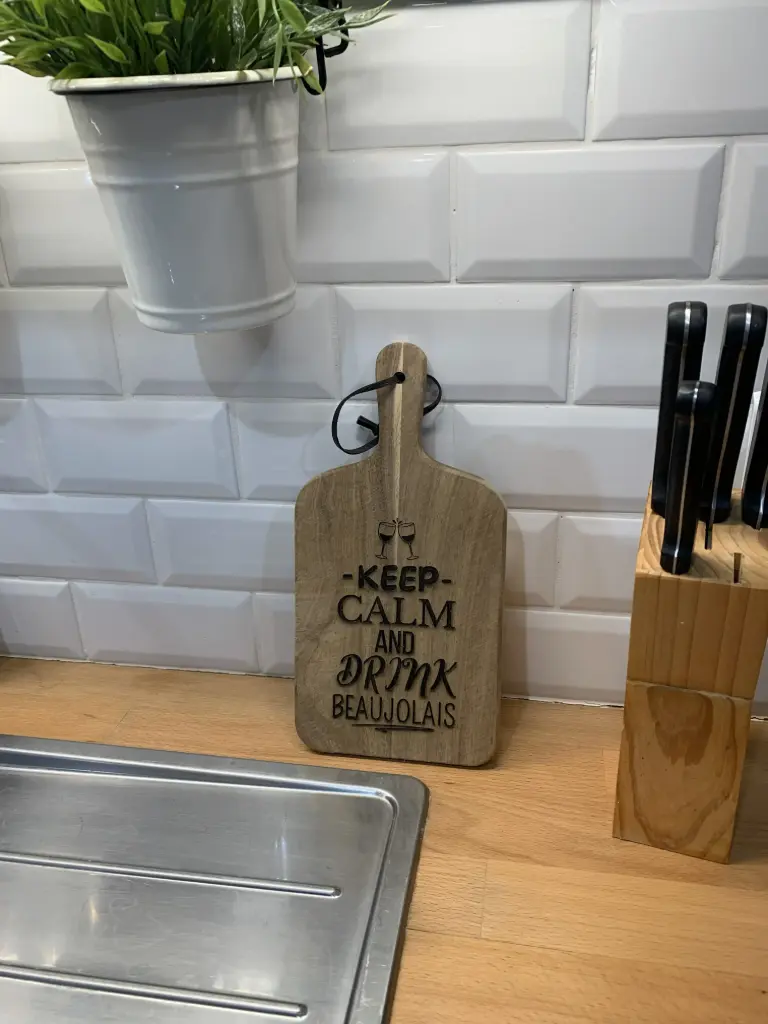 -KEEP-
CALM
AND
DRINK
BEAUJOLAIS